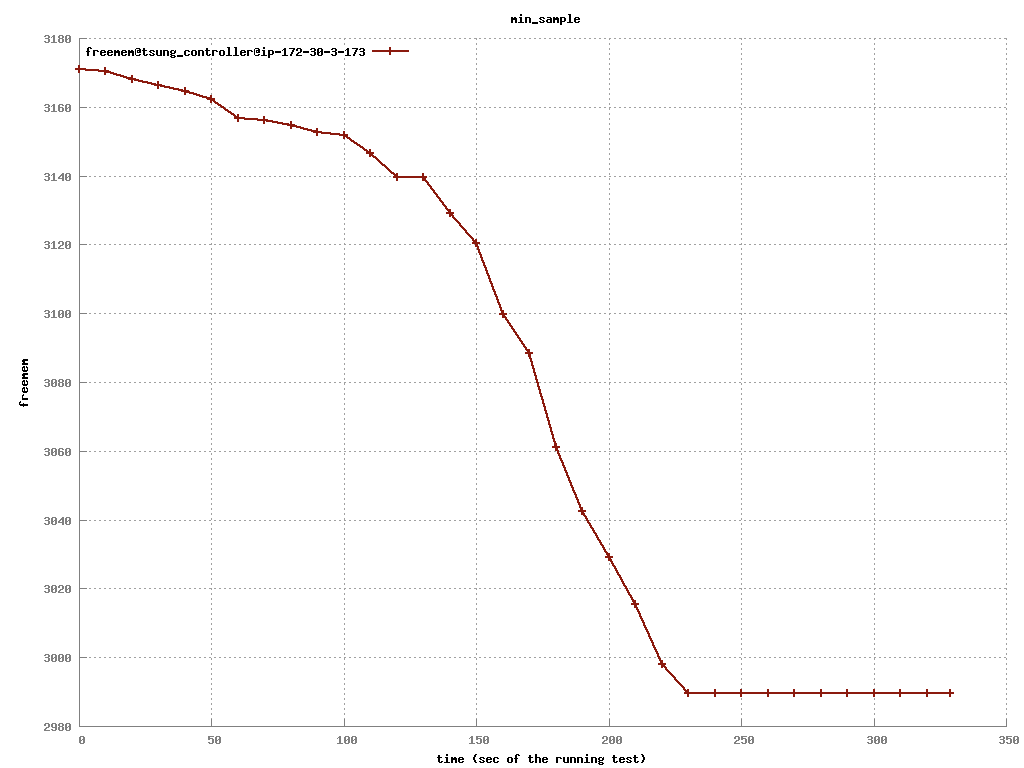 min_sample
freemem@tsung_controller@ip-172-30-3-173
3180
3160
3140
3120
3100
3080
3060
3040
3020
3000
2980
freemem
0 50 100 150 200 250 300 350
time (sec of the running test)